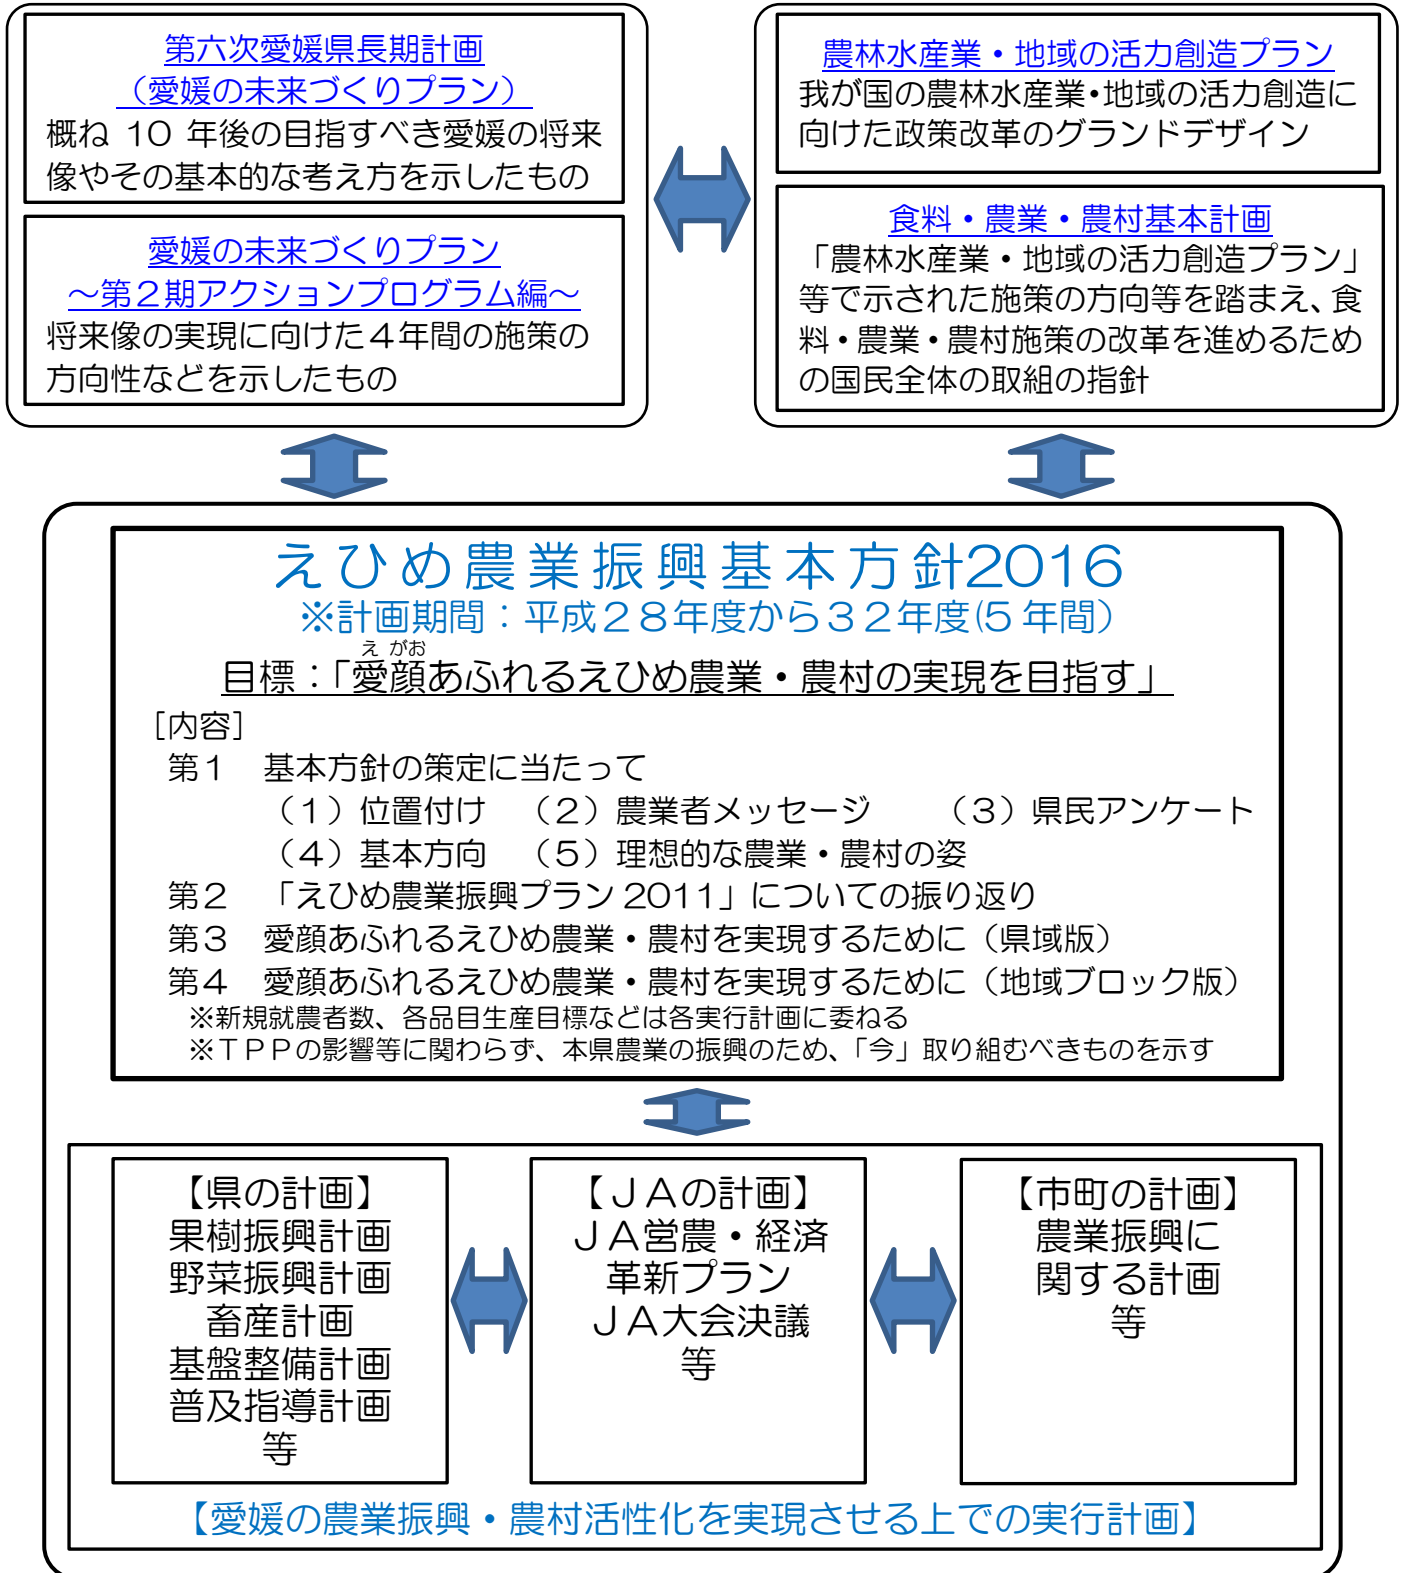 第六次愛媛県長期計画
（愛媛の未来づくりプラン）
概ね 10 年後の目指すべき愛媛の将来
像やその基本的な考え方を示したもの
愛媛の未来づくりプラン
～第２期アクションプログラム編～
将来像の実現に向けた４年間の施策の
方向性などを示したもの
農林水産業・地域の活力創造プラン
我が国の農林水産業・地域の活力創造に
向けた政策改革のグランドデザイン
食料・農業・農村基本計画
「農林水産業・地域の活力創造プラン」
等で示された施策の方向等を踏まえ、食
料・農業・農村施策の改革を進めるため
の国民全体の取組の指針
えひめ農業振興基本方針2016
※計画期間：平成２８年度から３２年度(5 年間)
え がお
目標：「愛顔あふれるえひめ農業・農村の実現を目指す」
［内容］
第１　基本方針の策定に当たって
（１）位置付け　（２）農業者メッセージ　　（３）県民アンケート
（４）基本方向　（５）理想的な農業・農村の姿
第２　「えひめ農業振興プラン 2011」についての振り返り
第３　愛顔あふれるえひめ農業・農村を実現するために（県域版）
第４　愛顔あふれるえひめ農業・農村を実現するために（地域ブロック版）
※新規就農者数、各品目生産目標などは各実行計画に委ねる
※ＴＰＰの影響等に関わらず、本県農業の振興のため、「今」取り組むべきものを示す
【県の計画】
果樹振興計画
野菜振興計画
畜産計画
基盤整備計画
普及指導計画
等
【ＪＡの計画】
ＪＡ営農・経済
革新プラン
ＪＡ大会決議
等
【市町の計画】
農業振興に
関する計画
等
【愛媛の農業振興・農村活性化を実現させる上での実行計画】